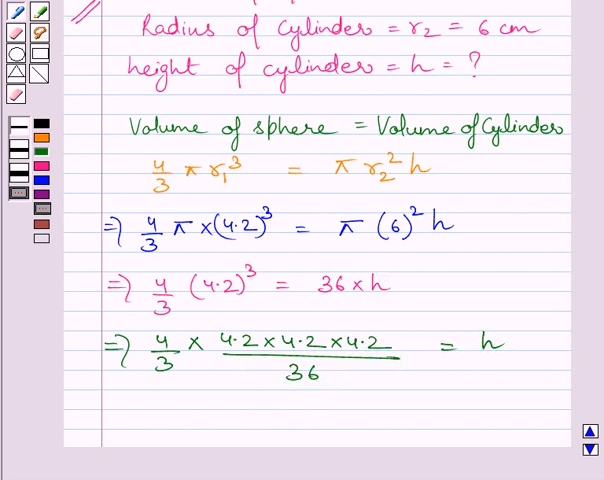 Radius of cylinder = r₂ = 6 cm
height of cylinder = h = ?
Volume of sphere = Volume of Cylinder
4/3 π r₁³ = π r₂² h
⇒ 4/3 π × (4.2)³ = π (6)² h
⇒ 4/3 (4.2)³ = 36 × h
⇒ 4/3 × (4.2 × 4.2 × 4.2)/36 = h